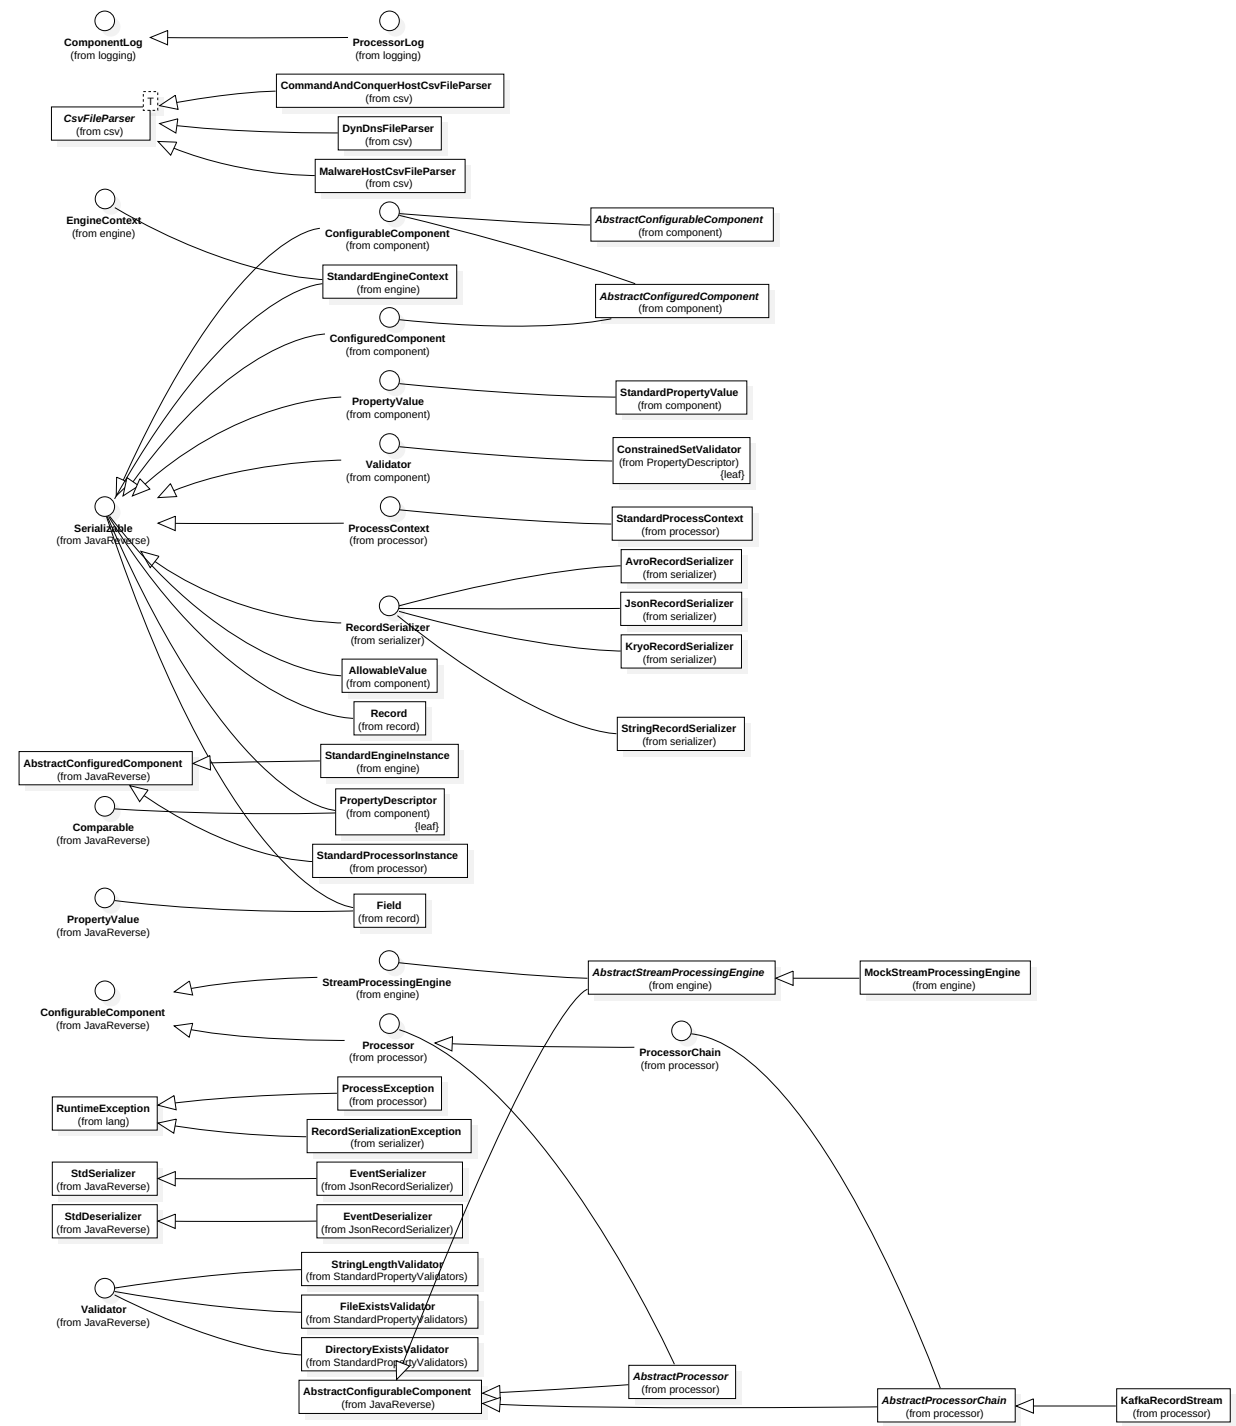 ComponentLog
(from logging)
ProcessorLog
(from logging)
CommandAndConquerHostCsvFileParser
(from csv)
T
CsvFileParser
(from csv)
DynDnsFileParser
(from csv)
MalwareHostCsvFileParser
(from csv)
EngineContext
(from engine)
ConfigurableComponent
(from component)
AbstractConfigurableComponent
(from component)
StandardEngineContext
(from engine)
AbstractConfiguredComponent
(from component)
ConfiguredComponent
(from component)
PropertyValue
(from component)
StandardPropertyValue
(from component)
Validator
(from component)
ConstrainedSetValidator
(from PropertyDescriptor)
{leaf}
Serializable
(from JavaReverse)
ProcessContext
(from processor)
StandardProcessContext
(from processor)
AvroRecordSerializer
(from serializer)
JsonRecordSerializer
(from serializer)
RecordSerializer
(from serializer)
KryoRecordSerializer
(from serializer)
AllowableValue
(from component)
Record
(from record)
StringRecordSerializer
(from serializer)
AbstractConfiguredComponent
(from JavaReverse)
StandardEngineInstance
(from engine)
Comparable
(from JavaReverse)
PropertyDescriptor
(from component)
{leaf}
StandardProcessorInstance
(from processor)
PropertyValue
(from JavaReverse)
Field
(from record)
StreamProcessingEngine
(from engine)
AbstractStreamProcessingEngine
(from engine)
MockStreamProcessingEngine
(from engine)
ConfigurableComponent
(from JavaReverse)
Processor
(from processor)
ProcessorChain
(from processor)
ProcessException
(from processor)
RuntimeException
(from lang)
RecordSerializationException
(from serializer)
StdSerializer
(from JavaReverse)
EventSerializer
(from JsonRecordSerializer)
StdDeserializer
(from JavaReverse)
EventDeserializer
(from JsonRecordSerializer)
StringLengthValidator
(from StandardPropertyValidators)
Validator
(from JavaReverse)
FileExistsValidator
(from StandardPropertyValidators)
DirectoryExistsValidator
(from StandardPropertyValidators)
AbstractConfigurableComponent
(from JavaReverse)
AbstractProcessor
(from processor)
AbstractProcessorChain
(from processor)
KafkaRecordStream
(from processor)